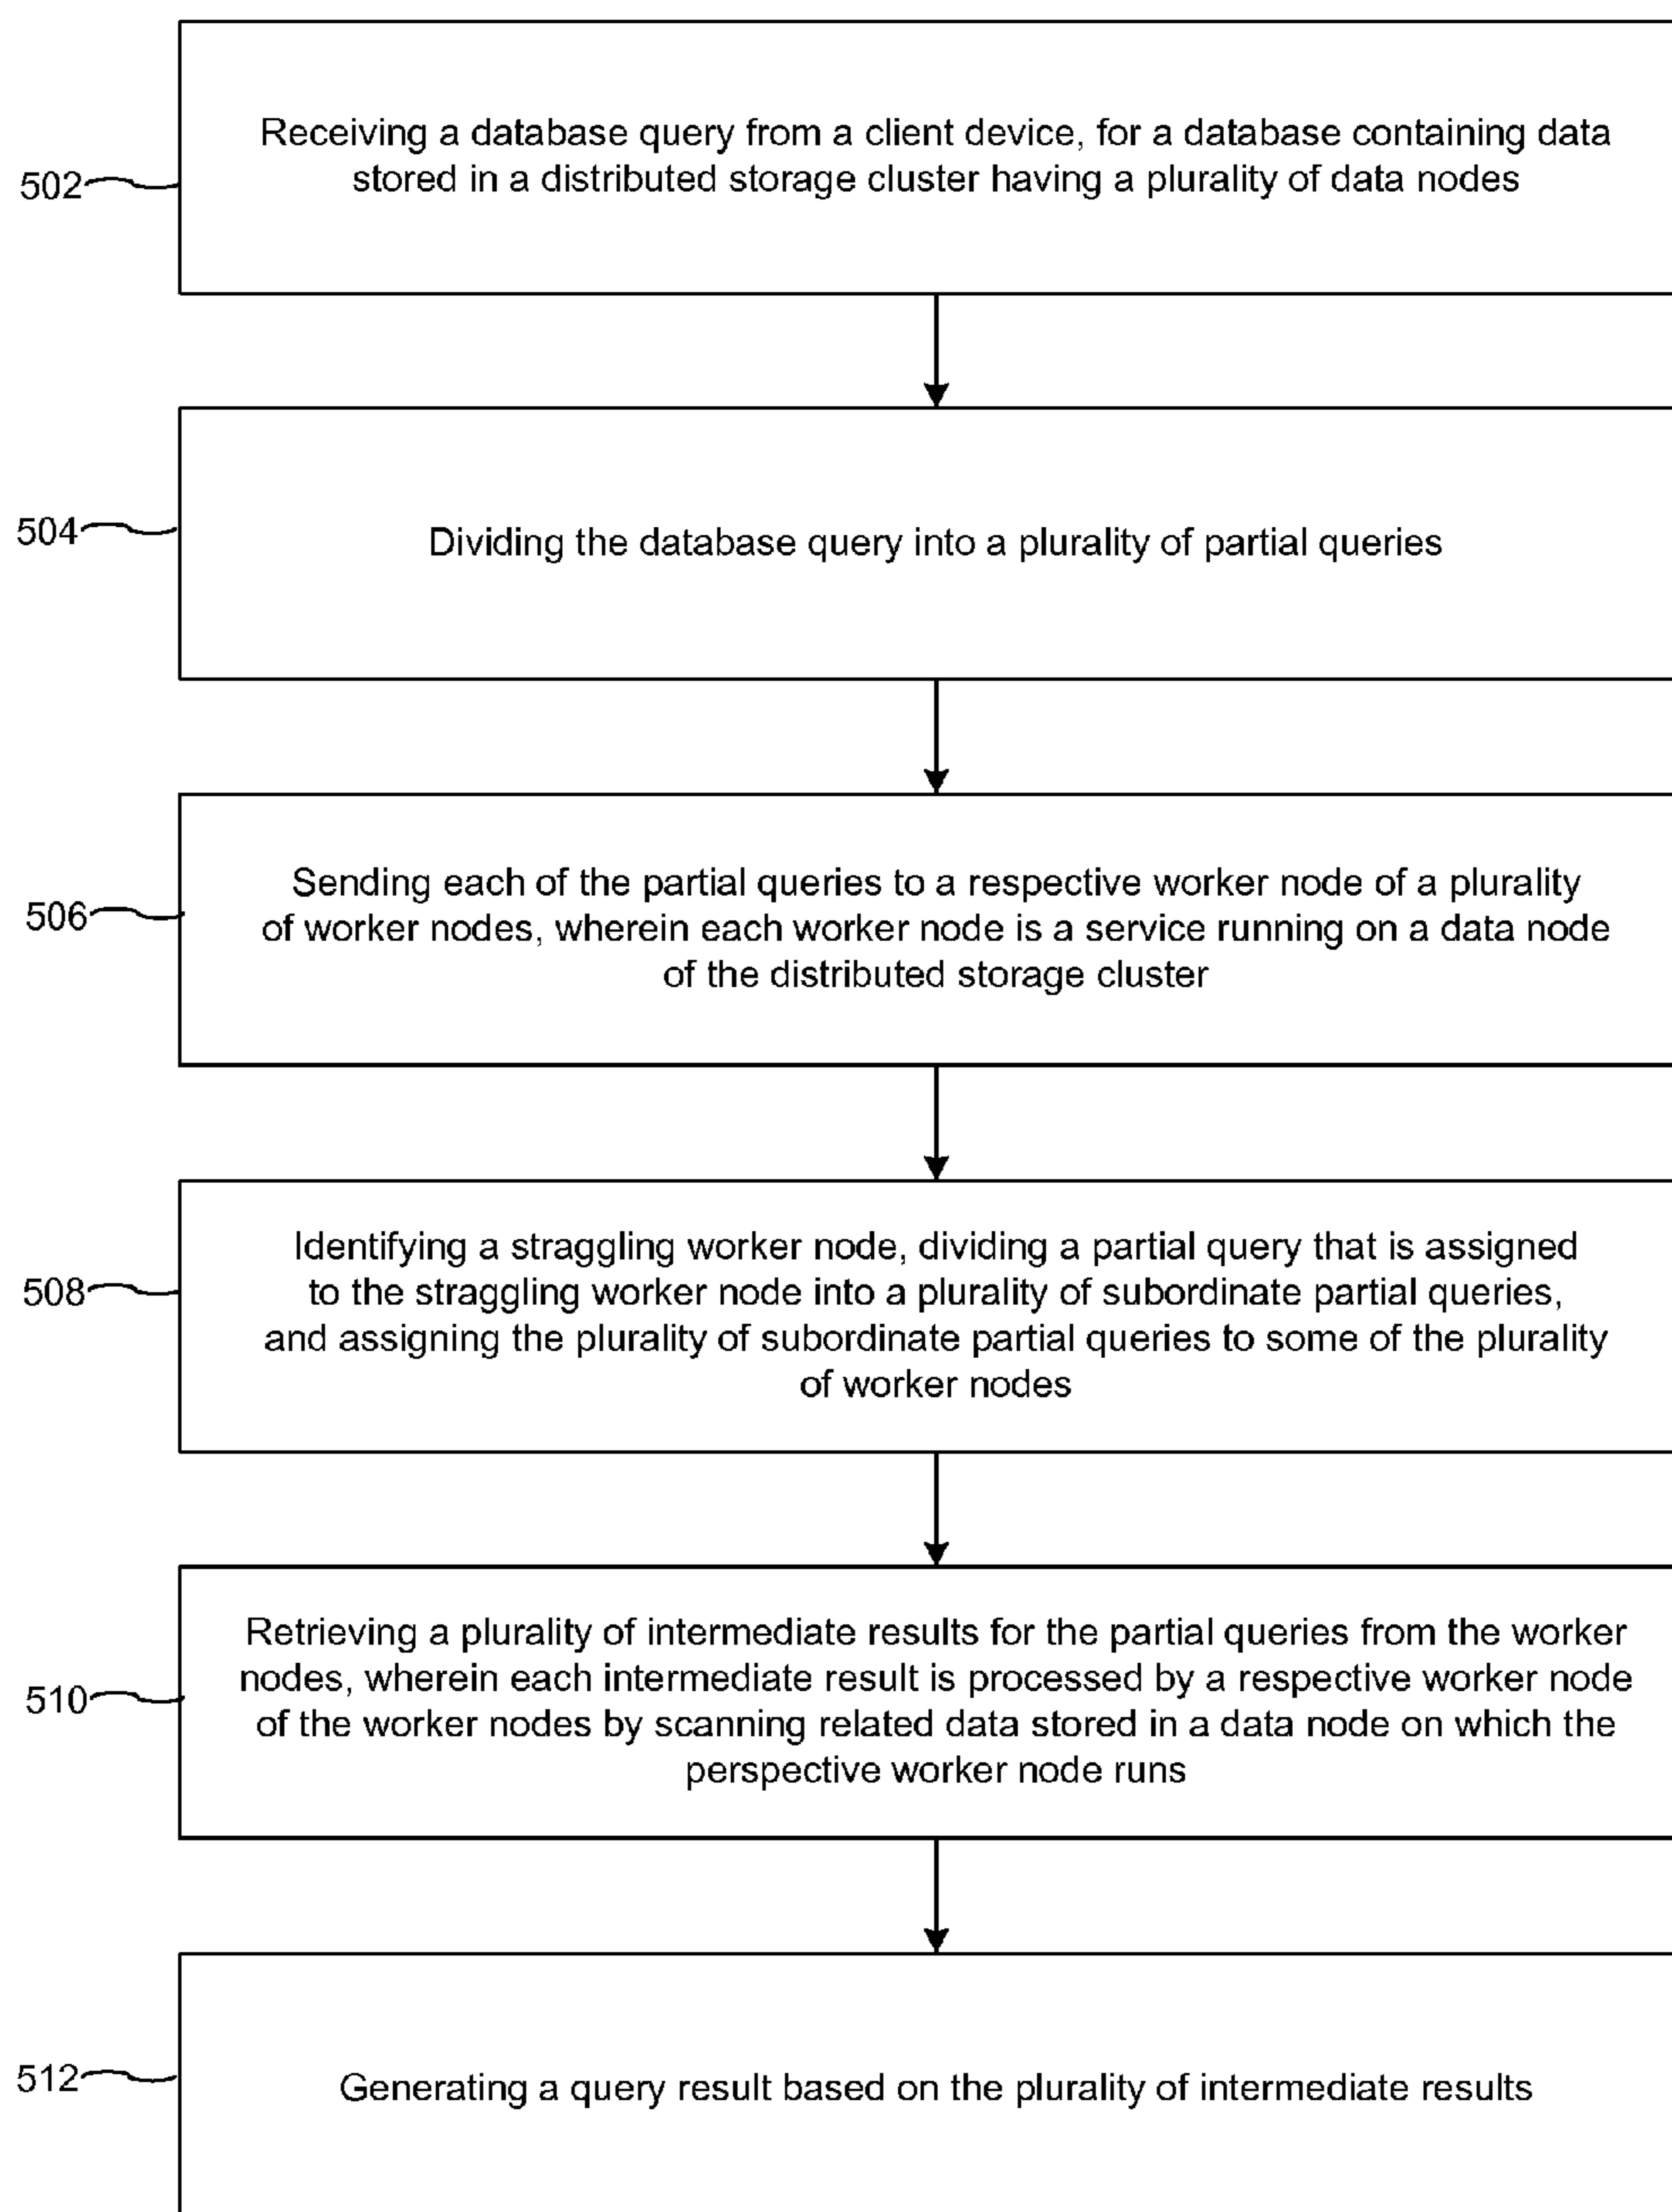 Receiving a database query from a client device, for a database containing data
stored in a distributed storage cluster having a plurality of data nodes
502
504
Dividing the database query into a plurality of partial queries
Sending each of the partial queries to a respective worker node of a plurality
506
of worker nodes, wherein each worker node is a service running on a data node
of the distributed storage cluster
Identifying a straggling worker node, dividing a partial query that is assigned
508
to the straggling worker node into a plurality of subordinate partial queries,
and assigning the plurality of subordinate partial queries to some of the plurality
of worker nodes
Retrieving a plurality of intermediate results for the partial queries from the worker
nodes, wherein each intermediate result is processed by a respective worker node
510
of the worker nodes by scanning related data stored in a data node on which the
perspective worker node runs
512
Generating a query result based on the plurality of intermediate results